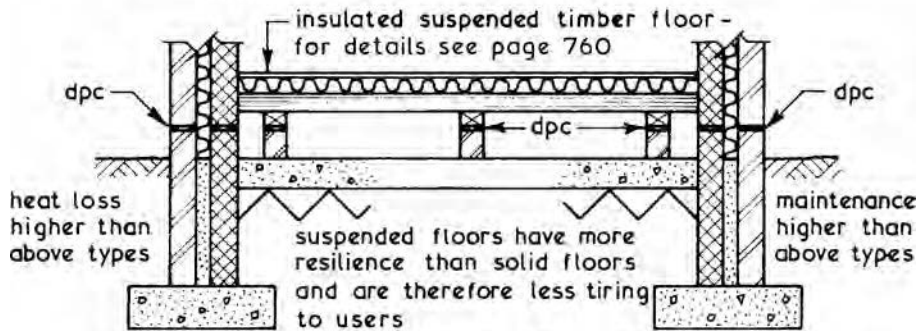 insulated suspended timber floor-
for details see page 760
dpc
dpc
dpc
heat loss
higher than
above types
suspended floors have more
resilience than solid floors
and are therefore less tiring
to users
maintenance
higher than
above types